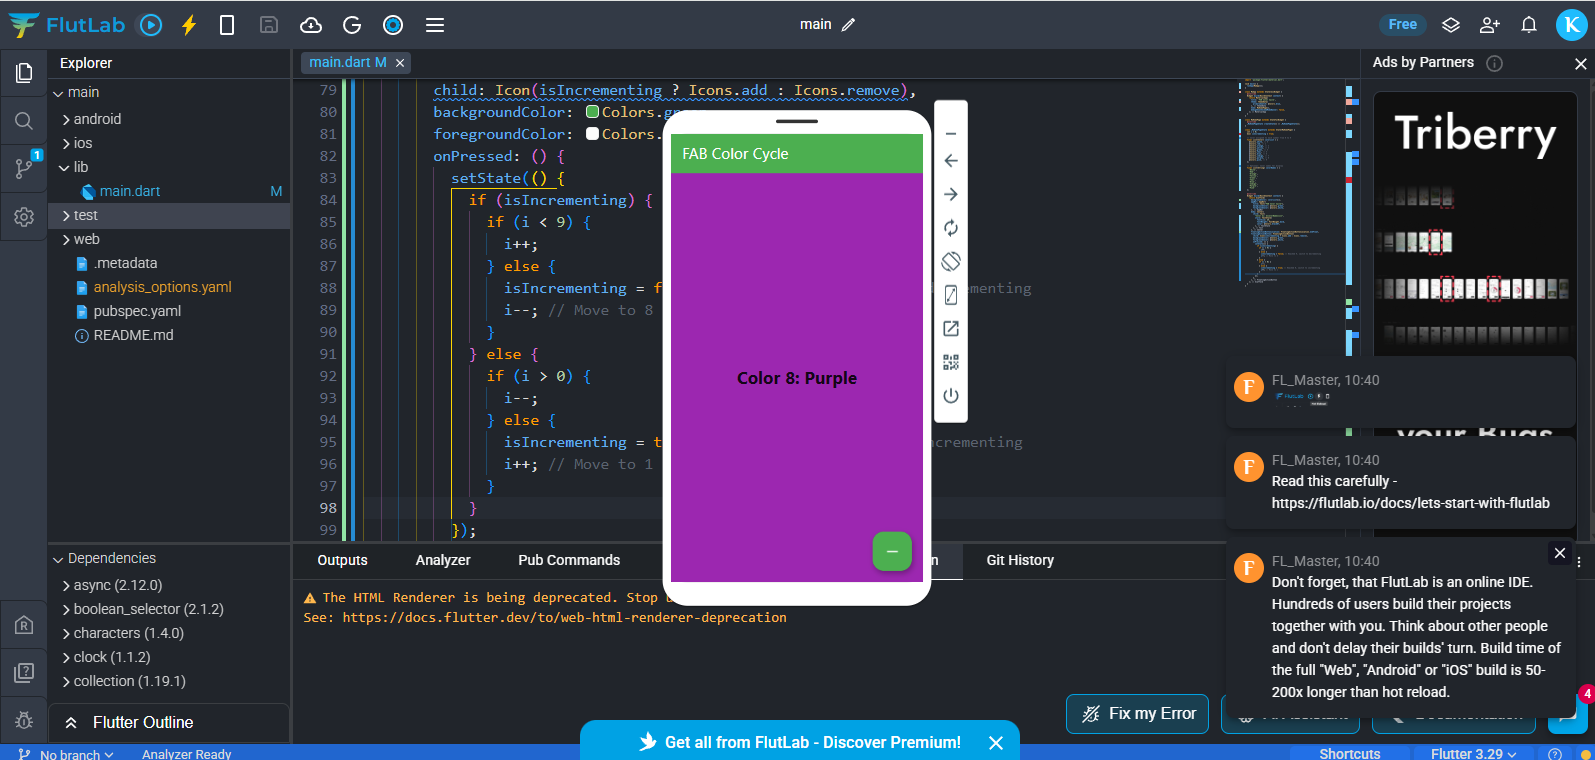 FlutLab
main
Free
K
Explorer
main.dart M
Ads by Partners
main
android
ios
lib
main.dart
M
test
web
.metadata
analysis_options.yaml
pubspec.yaml
README.md
1
79 child: Icon(isIncrementing ? Icons.add : Icons.remove),
80 backgroundColor: Colors.
81 foregroundColor: Colors.
82 onPressed: () {
83 setState(() {
84 if (isIncrementing) {
85 if (i < 9) {
86 i++;
87 } else {
88 isIncrementing = f
89 i--; // Move to 8
90 }
91 } else {
92 if (i > 0) {
93 i--;
94 } else {
95 isIncrementing = t
96 i++; // Move to 1
97 }
98 }
99 });
FAB Color Cycle
Color 8: Purple
Triberry
your Bugs
FL_Master, 10:40
FL_Master, 10:40
Read this carefully -
https://flutlab.io/docs/lets-start-with-flutlab
FL_Master, 10:40
Don't forget, that FlutLab is an online IDE.
Hundreds of users build their projects
together with you. Think about other people
and don't delay their builds' turn. Build time of
the full "Web", "Android" or "iOS" build is 50-
200x longer than hot reload.
F
F
F
4
Dependencies
async (2.12.0)
boolean_selector (2.1.2)
characters (1.4.0)
clock (1.1.2)
collection (1.19.1)
Flutter Outline
Outputs
Analyzer
Pub Commands
Git History
The HTML Renderer is being deprecated. Stop
See: https://docs.flutter.dev/to/web-html-renderer-deprecation
Fix my Error
Get all from FlutLab - Discover Premium!
No branch
Analyzer Ready
Shortcuts
Flutter 3.29